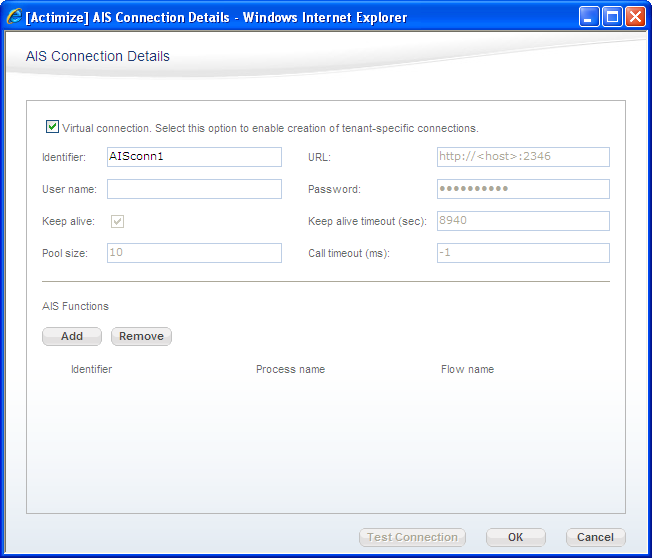 [Actimize] AIS Connection Details - Windows Internet Explorer
AIS Connection Details
Virtual connection. Select this option to enable creation of tenant-specific connections.
Identifier: AISconn1 URL: http://<host>:2346
User name: Password: ••••••••••
Keep alive: Keep alive timeout (sec): 8940
Pool size: 10 Call timeout (ms): -1
AIS Functions
Add Remove
Identifier Process name Flow name
Test Connection OK Cancel